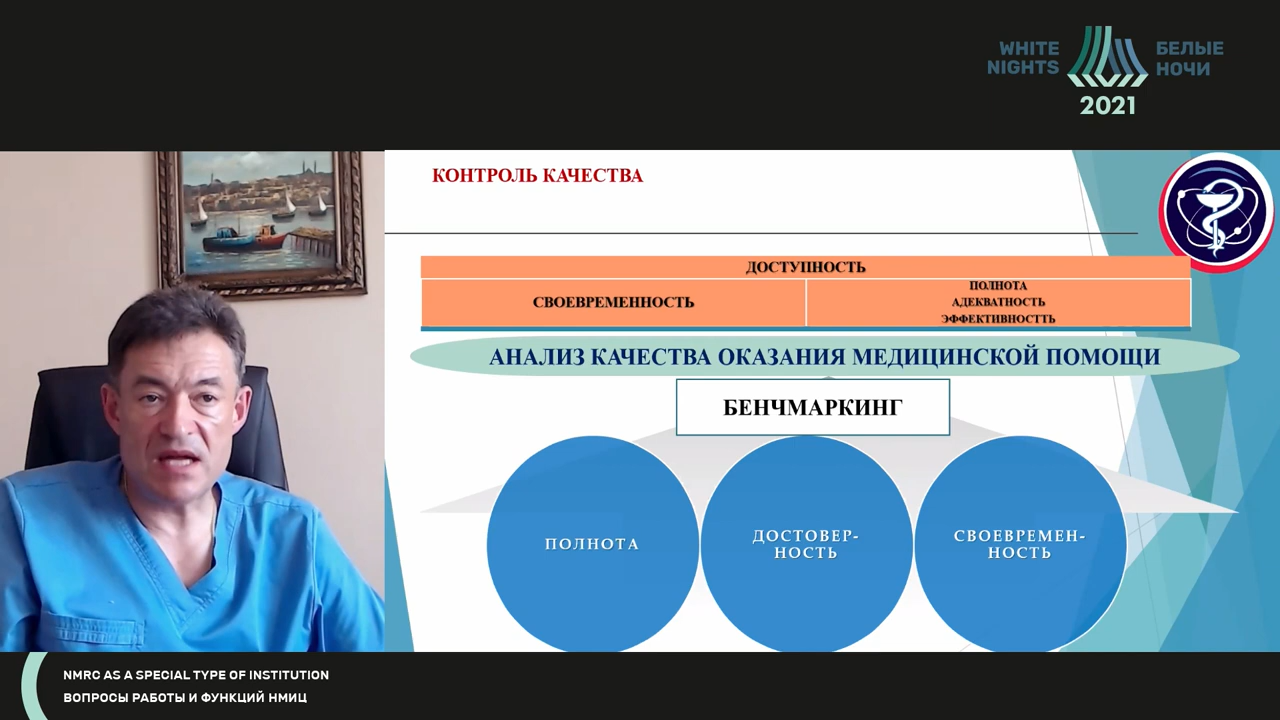 WHITE NIGHTS
БЕЛЫЕ НОЧИ
2021
КОНТРОЛЬ КАЧЕСТВА
ДОСТУПНОСТЬ
СВОЕВРЕМЕННОСТЬ
ПОЛНОТА
АДЕКВАТНОСТЬ
ЭФФЕКТИВНОСТТЬ
АНАЛИЗ КАЧЕСТВА ОКАЗАНИЯ МЕДИЦИНСКОЙ ПОМОЩИ
БЕНЧМАРКИНГ
ПОЛНОТА
ДОСТОВЕР-
НОСТЬ
СВОЕВРЕМЕН-
НОСТЬ
NMRC AS A SPECIAL TYPE OF INSTITUTION
ВОПРОСЫ РАБОТЫ И ФУНКЦИЙ НМИЦ